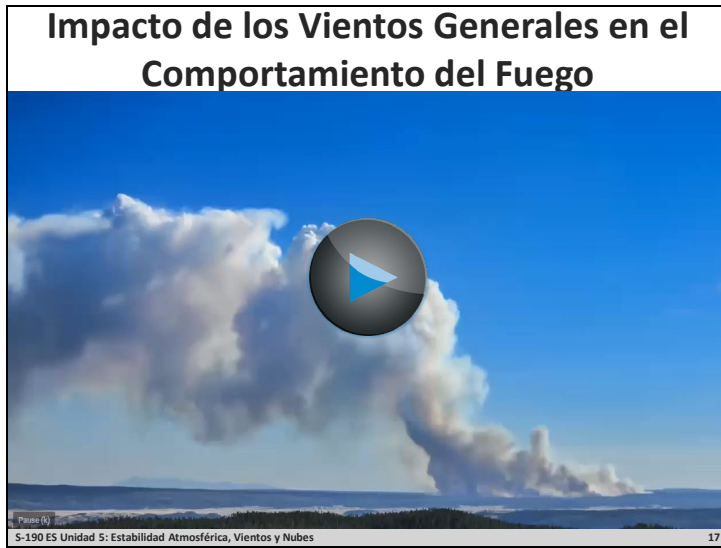 Impacto de los Vientos Generales en el
Comportamiento del Fuego
Pause (k)
S-190 ES Unidad 5: Estabilidad Atmosférica, Vientos y Nubes 17